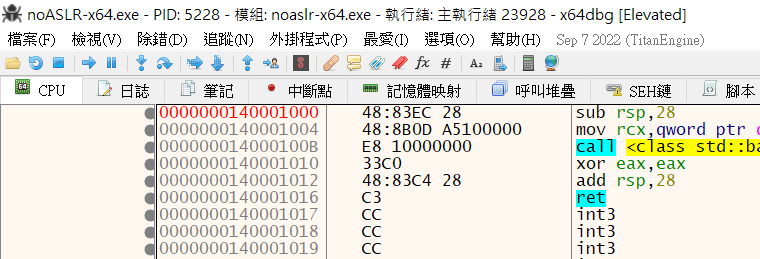 noASLR-x64.exe - PID: 5228 - 模組: noaslr-x64.exe - 執行緒: 主執行緒 23928 - x64dbg [Elevated]
檔案(F) 檢視(V) 除錯(D) 追蹤(N) 外掛程式(P) 最愛(I) 選項(O) 幫助(H) Sep 7 2022 (TitanEngine)
S fx # A₂
CPU 日誌 筆記 中斷點 記憶體映射 呼叫堆疊 SEH鏈 腳本
0000000140001000 48:83EC 28 sub rsp,28
0000000140001004 48:8B0D A5100000 mov rcx,qword ptr
000000014000100B E8 10000000 call <class std::ba
0000000140001010 33C0 xor eax,eax
0000000140001012 48:83C4 28 add rsp,28
0000000140001016 C3 ret
0000000140001017 CC int3
0000000140001018 CC int3
0000000140001019 CC int3